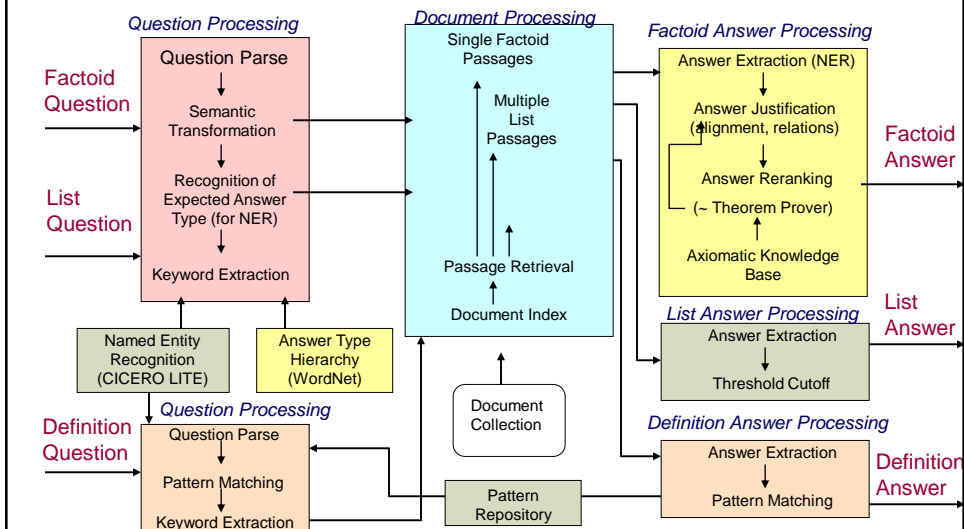 Question Processing
Document Processing
Factoid Answer Processing
Factoid
Question
List
Question
Question Parse
Semantic
Transformation
Recognition of
Expected Answer
Type (for NER)
Keyword Extraction
Single Factoid
Passages
Multiple
List
Passages
Passage Retrieval
Document Index
Answer Extraction (NER)
Answer Justification
(alignment, relations)
Answer Reranking
(~ Theorem Prover)
Axiomatic Knowledge
Base
Factoid
Answer
Named Entity
Recognition
(CICERO LITE)
Answer Type
Hierarchy
(WordNet)
Document
Collection
List Answer Processing
Answer Extraction
Threshold Cutoff
List
Answer
Question Processing
Definition
Question
Question Parse
Pattern Matching
Keyword Extraction
Pattern
Repository
Definition Answer Processing
Answer Extraction
Pattern Matching
Definition
Answer